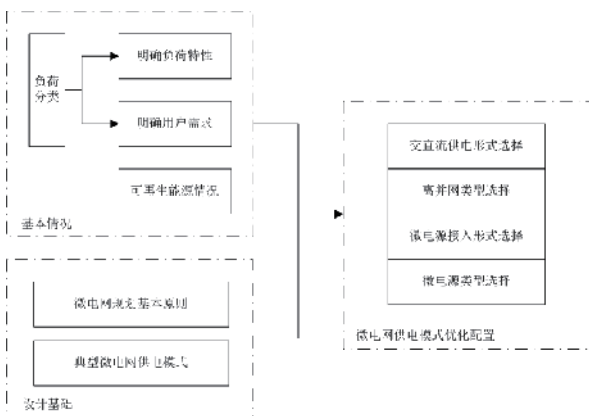 负荷
分类
明确负荷特性
明确用户需求
可再生能源情况
基本情况
微电网规划基本原则
典型微电网供电模式
设计基础
交直流供电形式选择
离并网类型选择
微电源接入形式选择
微电源类型选择
微电网供电模式优化配置